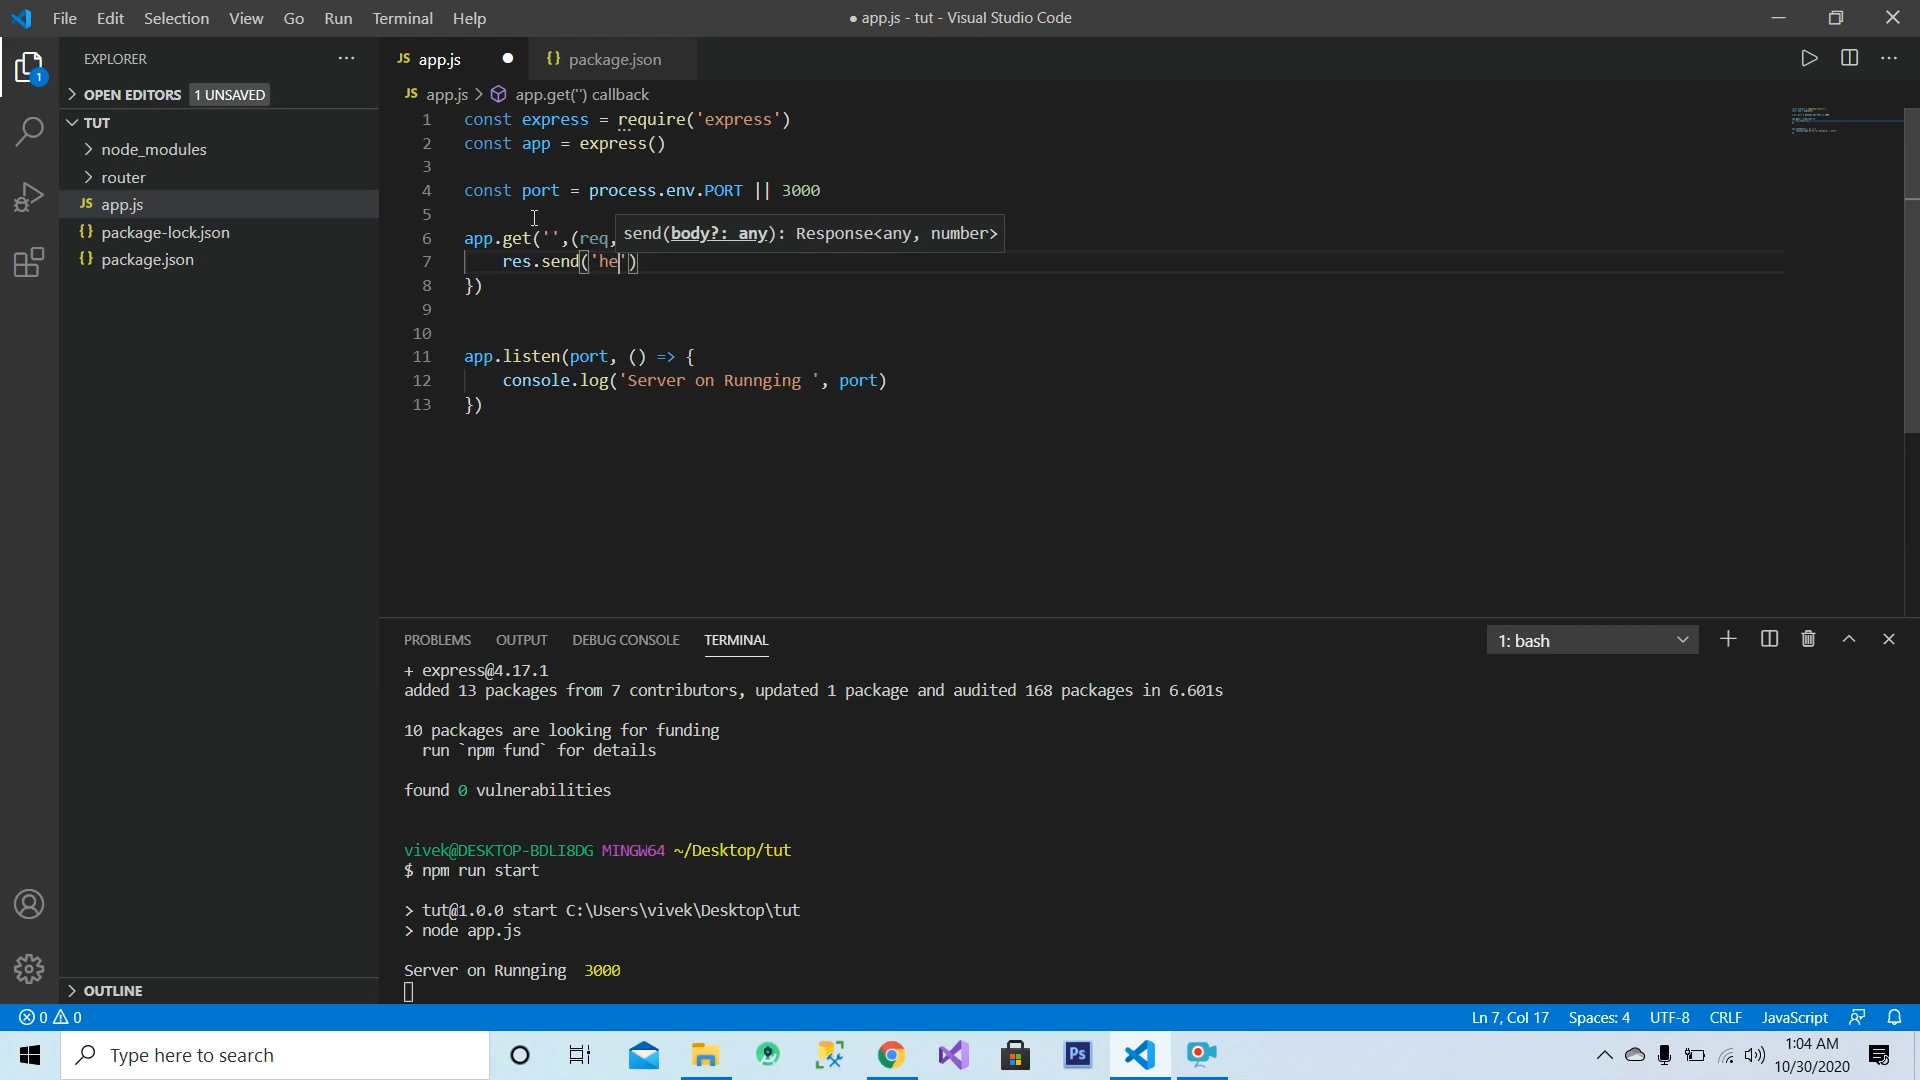 File Edit Selection View Go Run Terminal Help
● app.js - tut - Visual Studio Code
EXPLORER
JS app.js
{} package.json
OPEN EDITORS 1 UNSAVED
JS app.js > app.get('') callback
TUT
node_modules
router
JS app.js
{} package-lock.json
{} package.json
OUTLINE
1 const express = require('express')
2 const app = express()
3
4 const port = process.env.PORT || 3000
5
6 app.get('',(req,
send(body?: any): Response<any, number>
7 res.send('he')
8 })
9
10
11 app.listen(port, () => {
12 console.log('Server on Runnging ', port)
13 })
PROBLEMS OUTPUT DEBUG CONSOLE TERMINAL
1: bash
+ express@4.17.1
added 13 packages from 7 contributors, updated 1 package and audited 168 packages in 6.601s
10 packages are looking for funding
run `npm fund` for details
found 0 vulnerabilities
vivek@DESKTOP-BDLI8DG MINGW64 ~/Desktop/tut
$ npm run start
> tut@1.0.0 start C:\Users\vivek\Desktop\tut
> node app.js
Server on Runnging 3000
1
0 0
Ln 7, Col 17 Spaces: 4 UTF-8 CRLF JavaScript
Type here to search
Ps
1:04 AM
10/30/2020